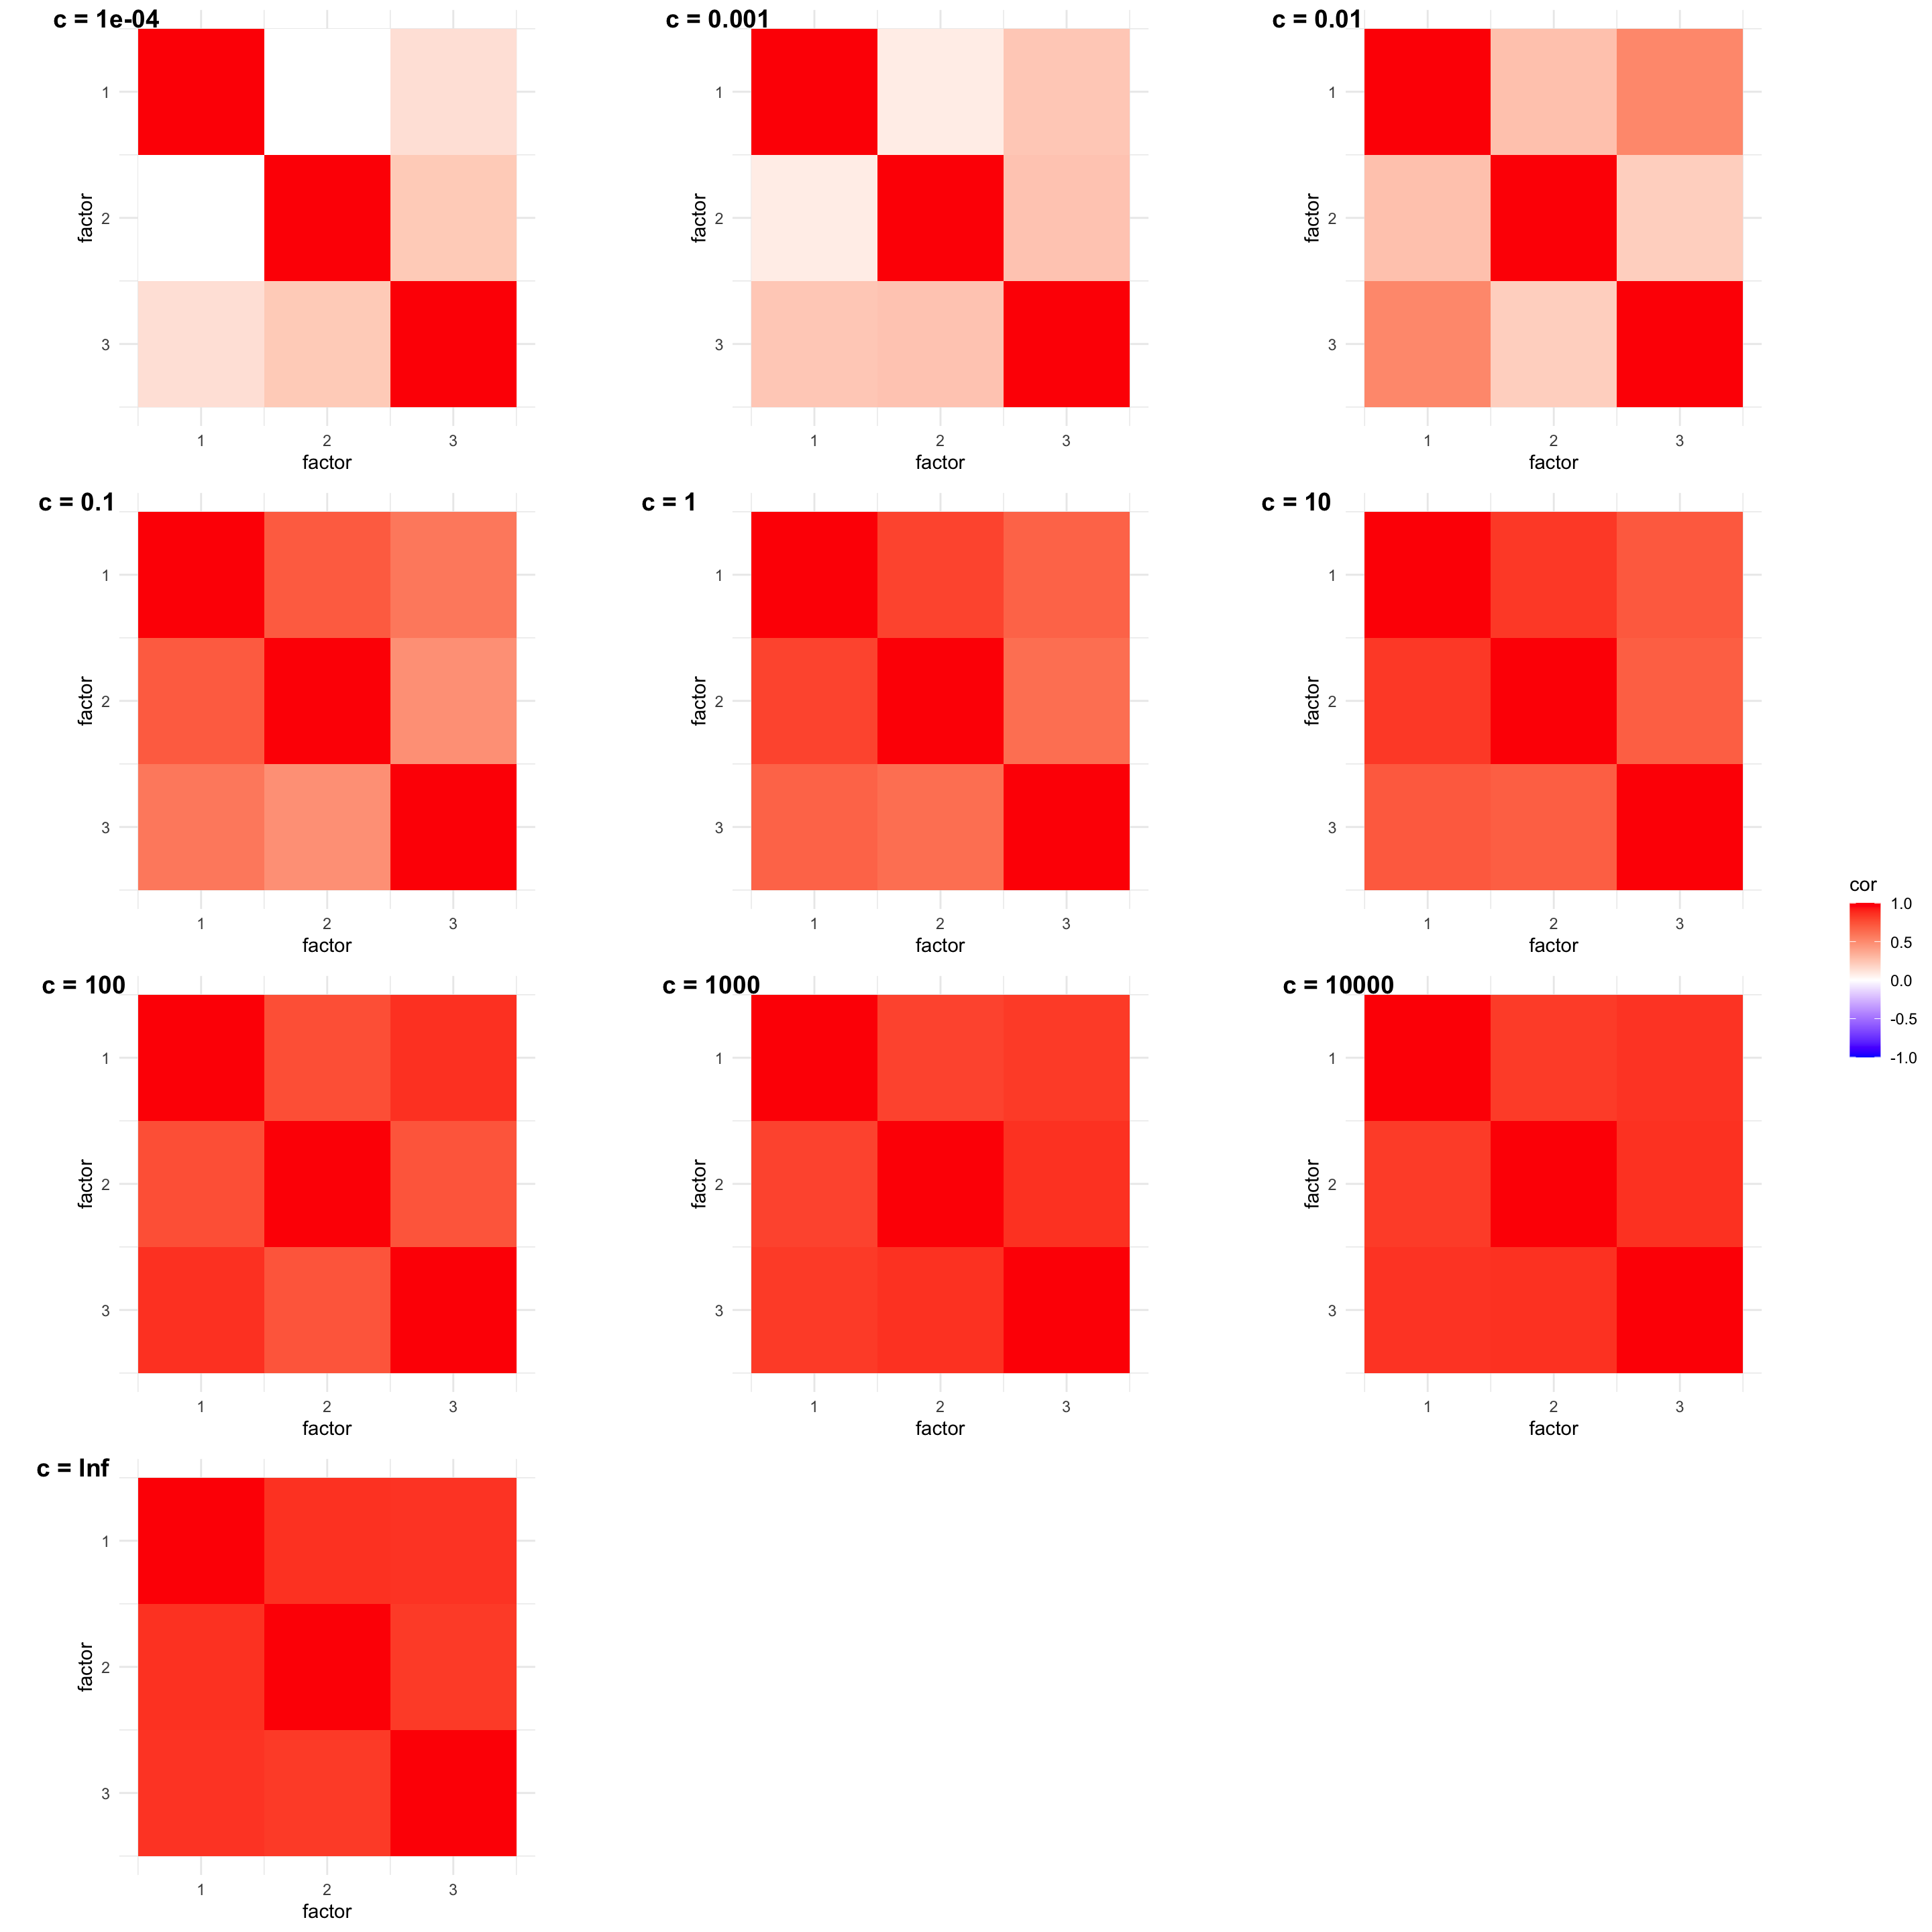 c = 1e-04
1
2
3
factor
1 2 3
factor
c = 0.001
1
2
3
factor
1 2 3
factor
c = 0.01
1
2
3
factor
1 2 3
factor
c = 0.1
1
2
3
factor
1 2 3
factor
c = 1
1
2
3
factor
1 2 3
factor
c = 10
1
2
3
factor
1 2 3
factor
cor
1.0
0.5
0.0
-0.5
-1.0
c = 100
1
2
3
factor
1 2 3
factor
c = 1000
1
2
3
factor
1 2 3
factor
c = 10000
1
2
3
factor
1 2 3
factor
c = Inf
1
2
3
factor
1 2 3
factor